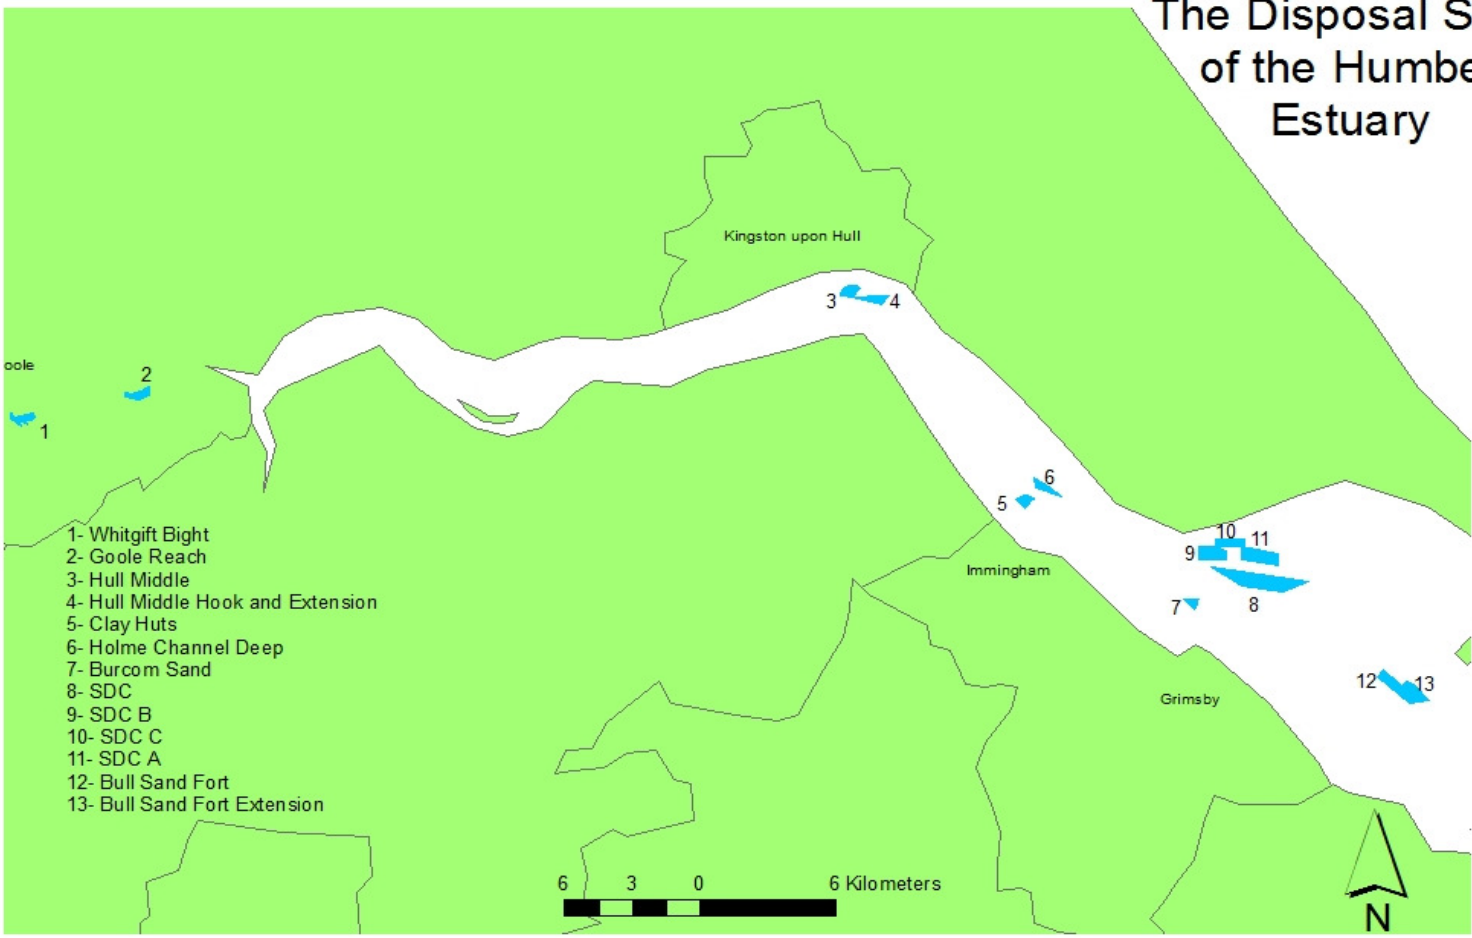 The Disposal S
of the Humbe
Estuary
Kingston upon Hull
3
4
oole
2
1
6
5
10
11
9
Immingham
7
8
12
13
Grimsby
1- Whitgift Bight
2- Goole Reach
3- Hull Middle
4- Hull Middle Hook and Extension
5- Clay Huts
6- Holme Channel Deep
7- Burcom Sand
8- SDC
9- SDC B
10- SDC C
11- SDC A
12- Bull Sand Fort
13- Bull Sand Fort Extension
6 3 0 6 Kilometers
N